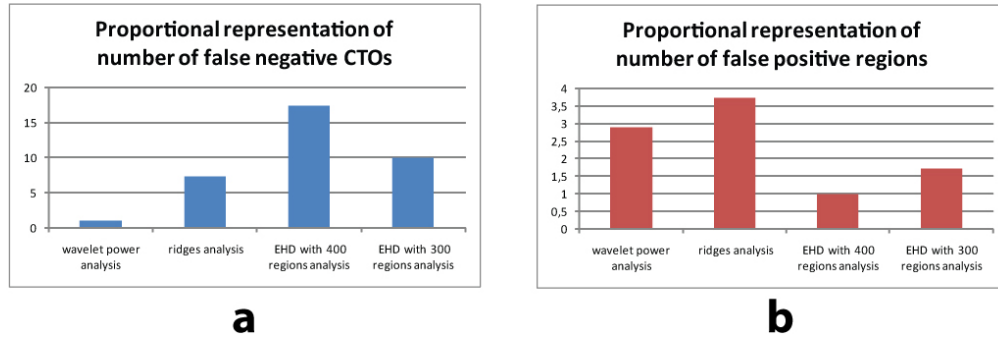 Proportional representation of
number of false negative CTOs
20
15
10
5
0
wavelet power
analysis
ridges analysis
EHD with 400
regions analysis
EHD with 300
regions analysis
a
Proportional representation of
number of false positive regions
4
3,5
3
2,5
2
1,5
1
0,5
0
wavelet power
analysis
ridges analysis
EHD with 400
regions analysis
EHD with 300
regions analysis
b